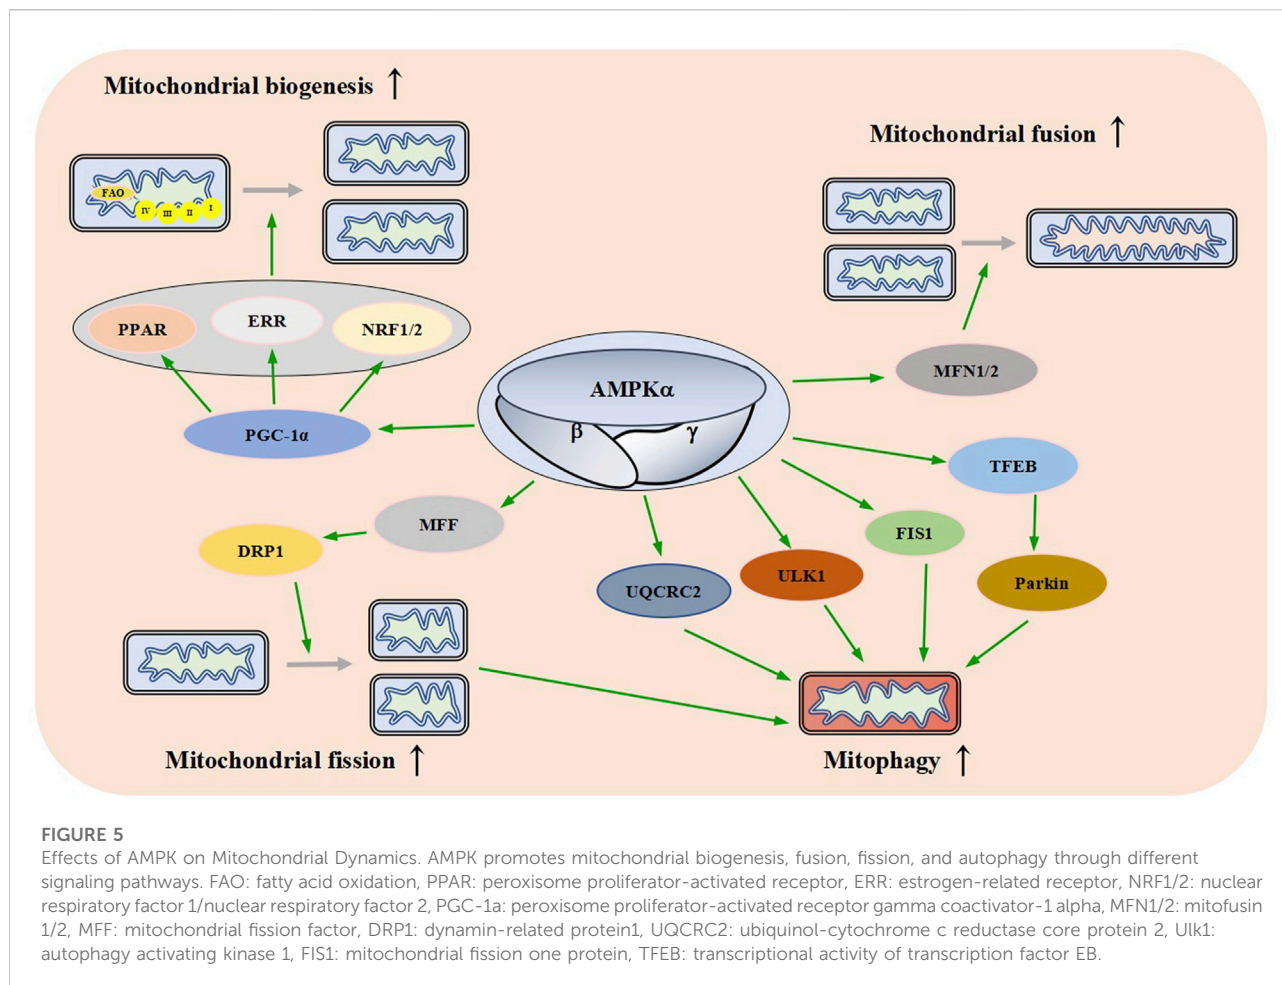 Mitochondrial biogenesis ↑
Mitochondrial fusion ↑
FAO
IV
III
II
I
PPAR
ERR
NRF1/2
MFN1/2
AMPKα
β
γ
PGC-1α
TFEB
MFF
FIS1
DRP1
ULK1
UQCRC2
Parkin
Mitochondrial fission ↑
Mitophagy ↑
FIGURE 5
Effects of AMPK on Mitochondrial Dynamics. AMPK promotes mitochondrial biogenesis, fusion, fission, and autophagy through different
signaling pathways. FAO: fatty acid oxidation, PPAR: peroxisome proliferator-activated receptor, ERR: estrogen-related receptor, NRF1/2: nuclear
respiratory factor 1/nuclear respiratory factor 2, PGC-1a: peroxisome proliferator-activated receptor gamma coactivator-1 alpha, MFN1/2: mitofusin
1/2, MFF: mitochondrial fission factor, DRP1: dynamin-related protein1, UQCRC2: ubiquinol-cytochrome c reductase core protein 2, Ulk1:
autophagy activating kinase 1, FIS1: mitochondrial fission one protein, TFEB: transcriptional activity of transcription factor EB.